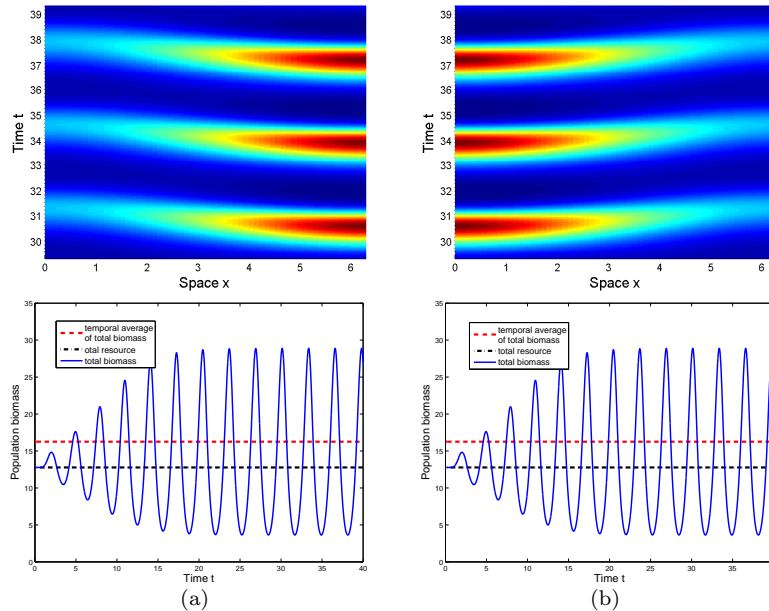 39
38
37
36
35
34
33
32
31
30
Time t
0 1 2 3 4 5 6
Space x
39
38
37
36
35
34
33
32
31
30
Time t
0 1 2 3 4 5 6
Space x
35
30
25
20
15
10
5
0
Population biomass
temporal average
of total biomass
otal resource
total biomass
0 5 10 15 20 25 30 35 40
Time t
35
30
25
20
15
10
5
0
Population biomass
temporal average
of total biomass
total resource
total biomass
0 5 10 15 20 25 30 35
Time t
(a)
(b)